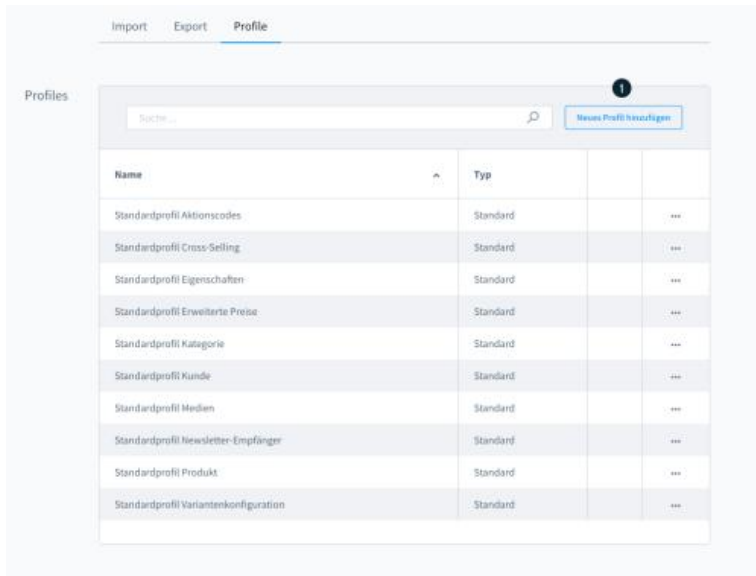 Import Export Profile
Profiles
1
Suche ...
Neues Profil hinzufügen
Name Typ
Standardprofil Aktionscodes Standard ...
Standardprofil Cross-Selling Standard ...
Standardprofil Eigenschaften Standard ...
Standardprofil Erweiterte Preise Standard ...
Standardprofil Kategorie Standard ...
Standardprofil Kunde Standard ...
Standardprofil Medien Standard ...
Standardprofil Newsletter-Empfänger Standard ...
Standardprofil Produkt Standard ...
Standardprofil Variantenkonfiguration Standard ...